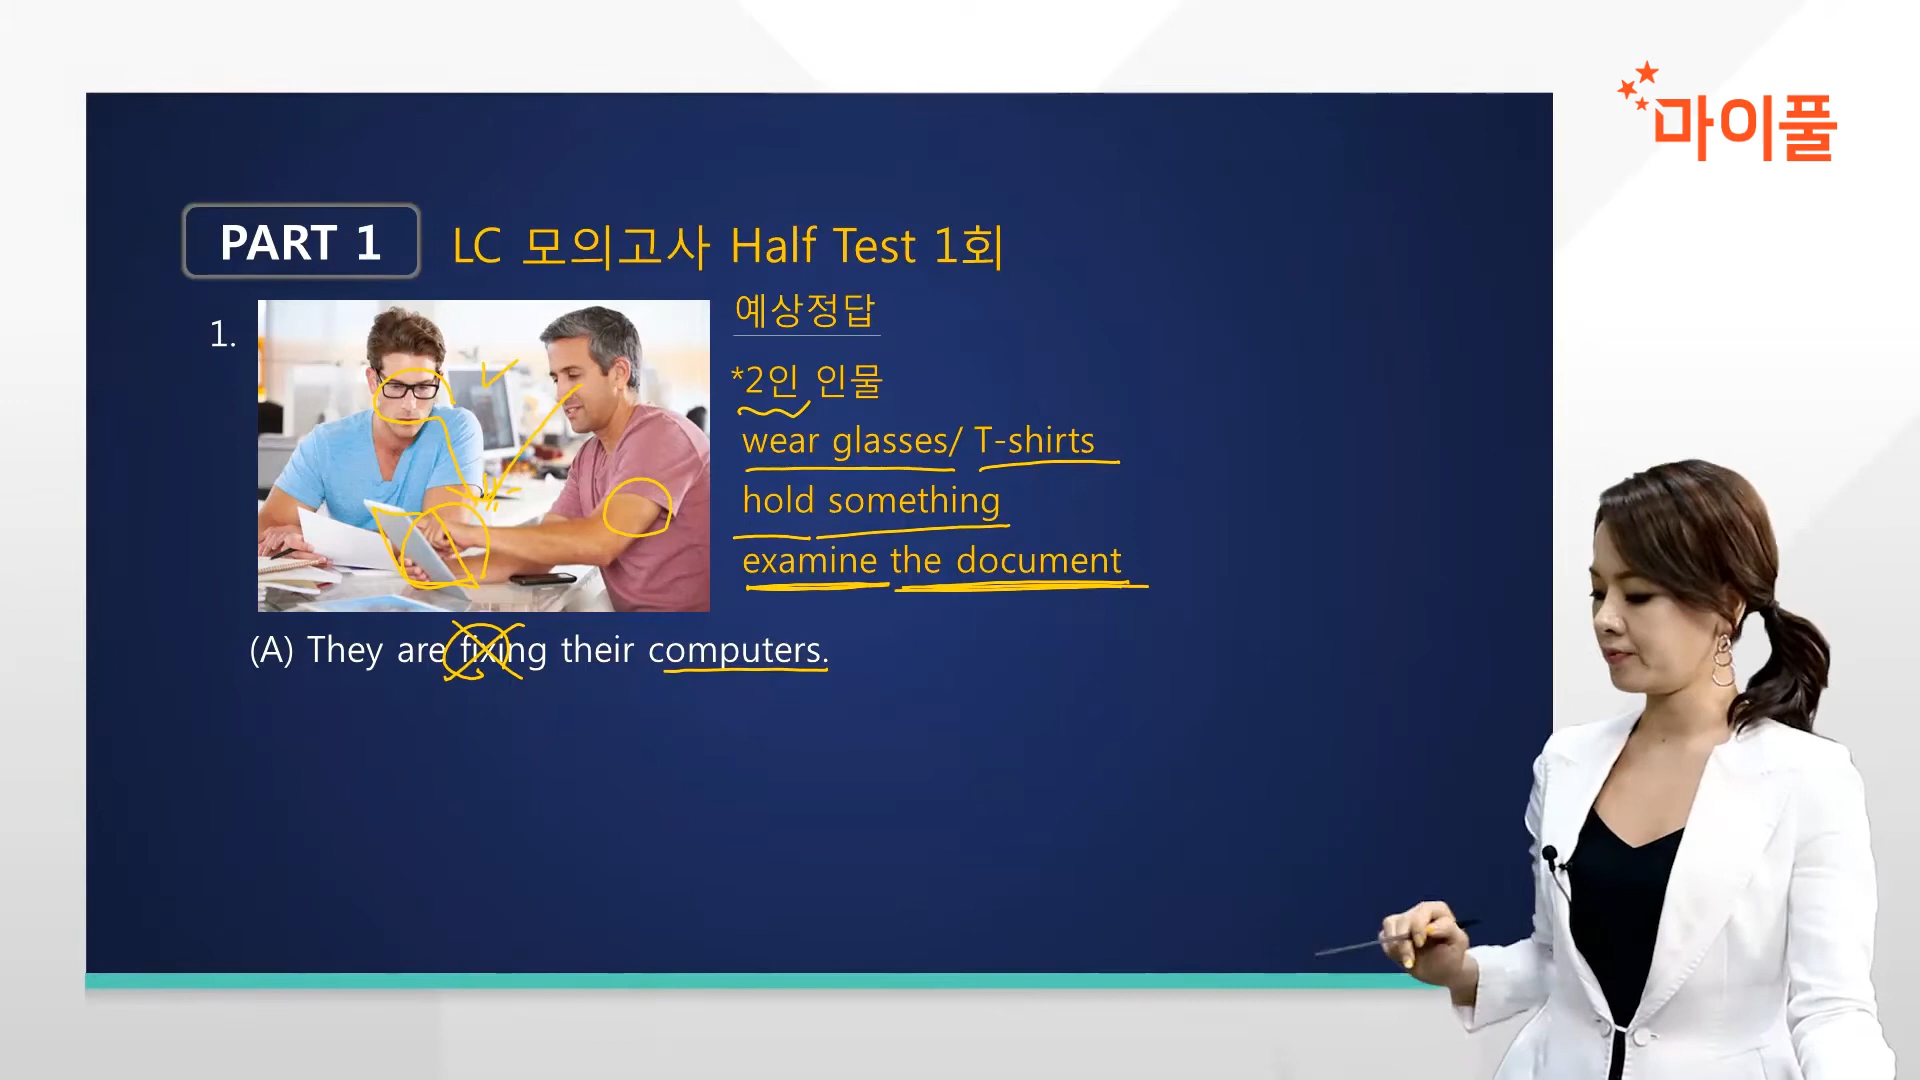 마이풀
PART 1 LC 모의고사 Half Test 1회
1.
예상정답
*2인 인물
wear glasses/ T-shirts
hold something
examine the document
(A) They are fixing their computers.